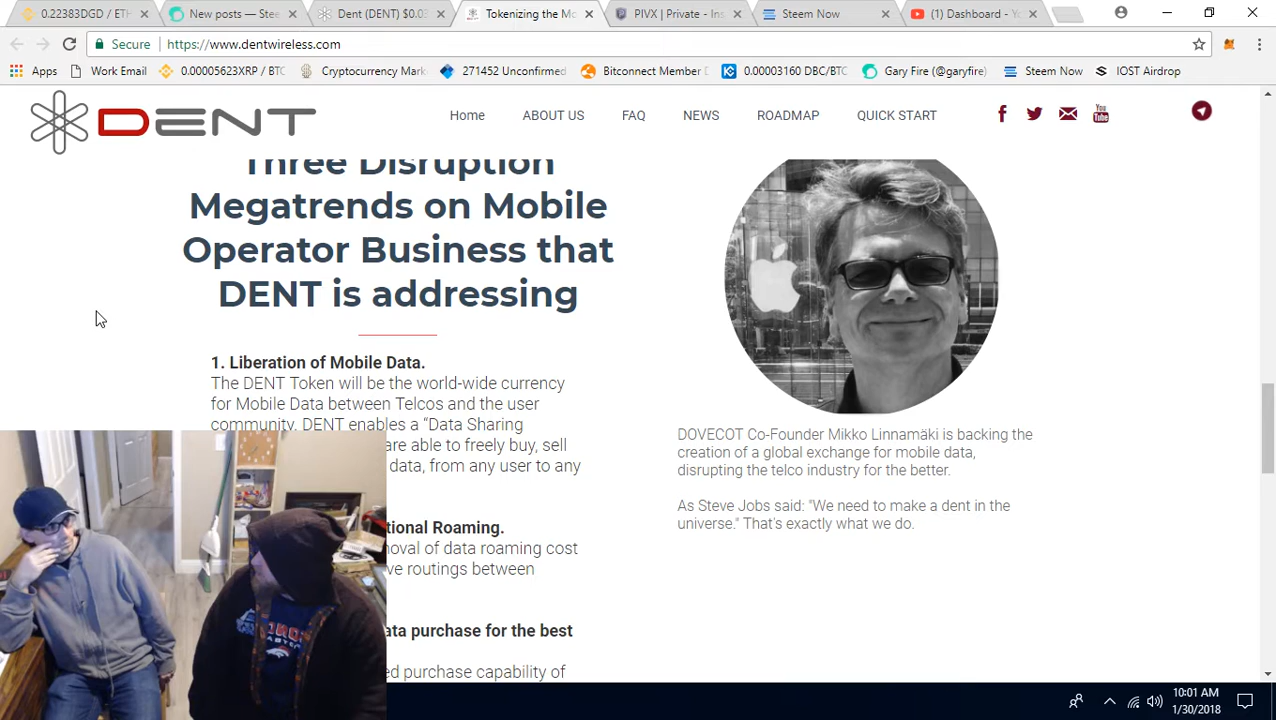 0.22383DGD / ETH
New posts — Stee
Dent (DENT) $0.0
Tokenizing the Mo
PIVX | Private - Ins
Steem Now
(1) Dashboard - Yo
Secure https://www.dentwireless.com
Apps Work Email 0.00005623XRP / BTC Cryptocurrency Mark 271452 Unconfirmed Bitconnect Member D 0.00003160 DBC/BTC Gary Fire (@garyfire) Steem Now IOST Airdrop
DENT
Home ABOUT US FAQ NEWS ROADMAP QUICK START
You Tube
Three Disruption
Megatrends on Mobile
Operator Business that
DENT is addressing
1. Liberation of Mobile Data.
The DENT Token will be the world-wide currency
for Mobile Data between Telcos and the user
community. DENT enables a “Data Sharing
are able to freely buy, sell
data, from any user to any
tional Roaming.
noval of data roaming cost
ve routings between
ata purchase for the best
ed purchase capability of
DOVECOT Co-Founder Mikko Linnamäki is backing the
creation of a global exchange for mobile data,
disrupting the telco industry for the better.
As Steve Jobs said: "We need to make a dent in the
universe." That's exactly what we do.
10:01 AM
1/30/2018